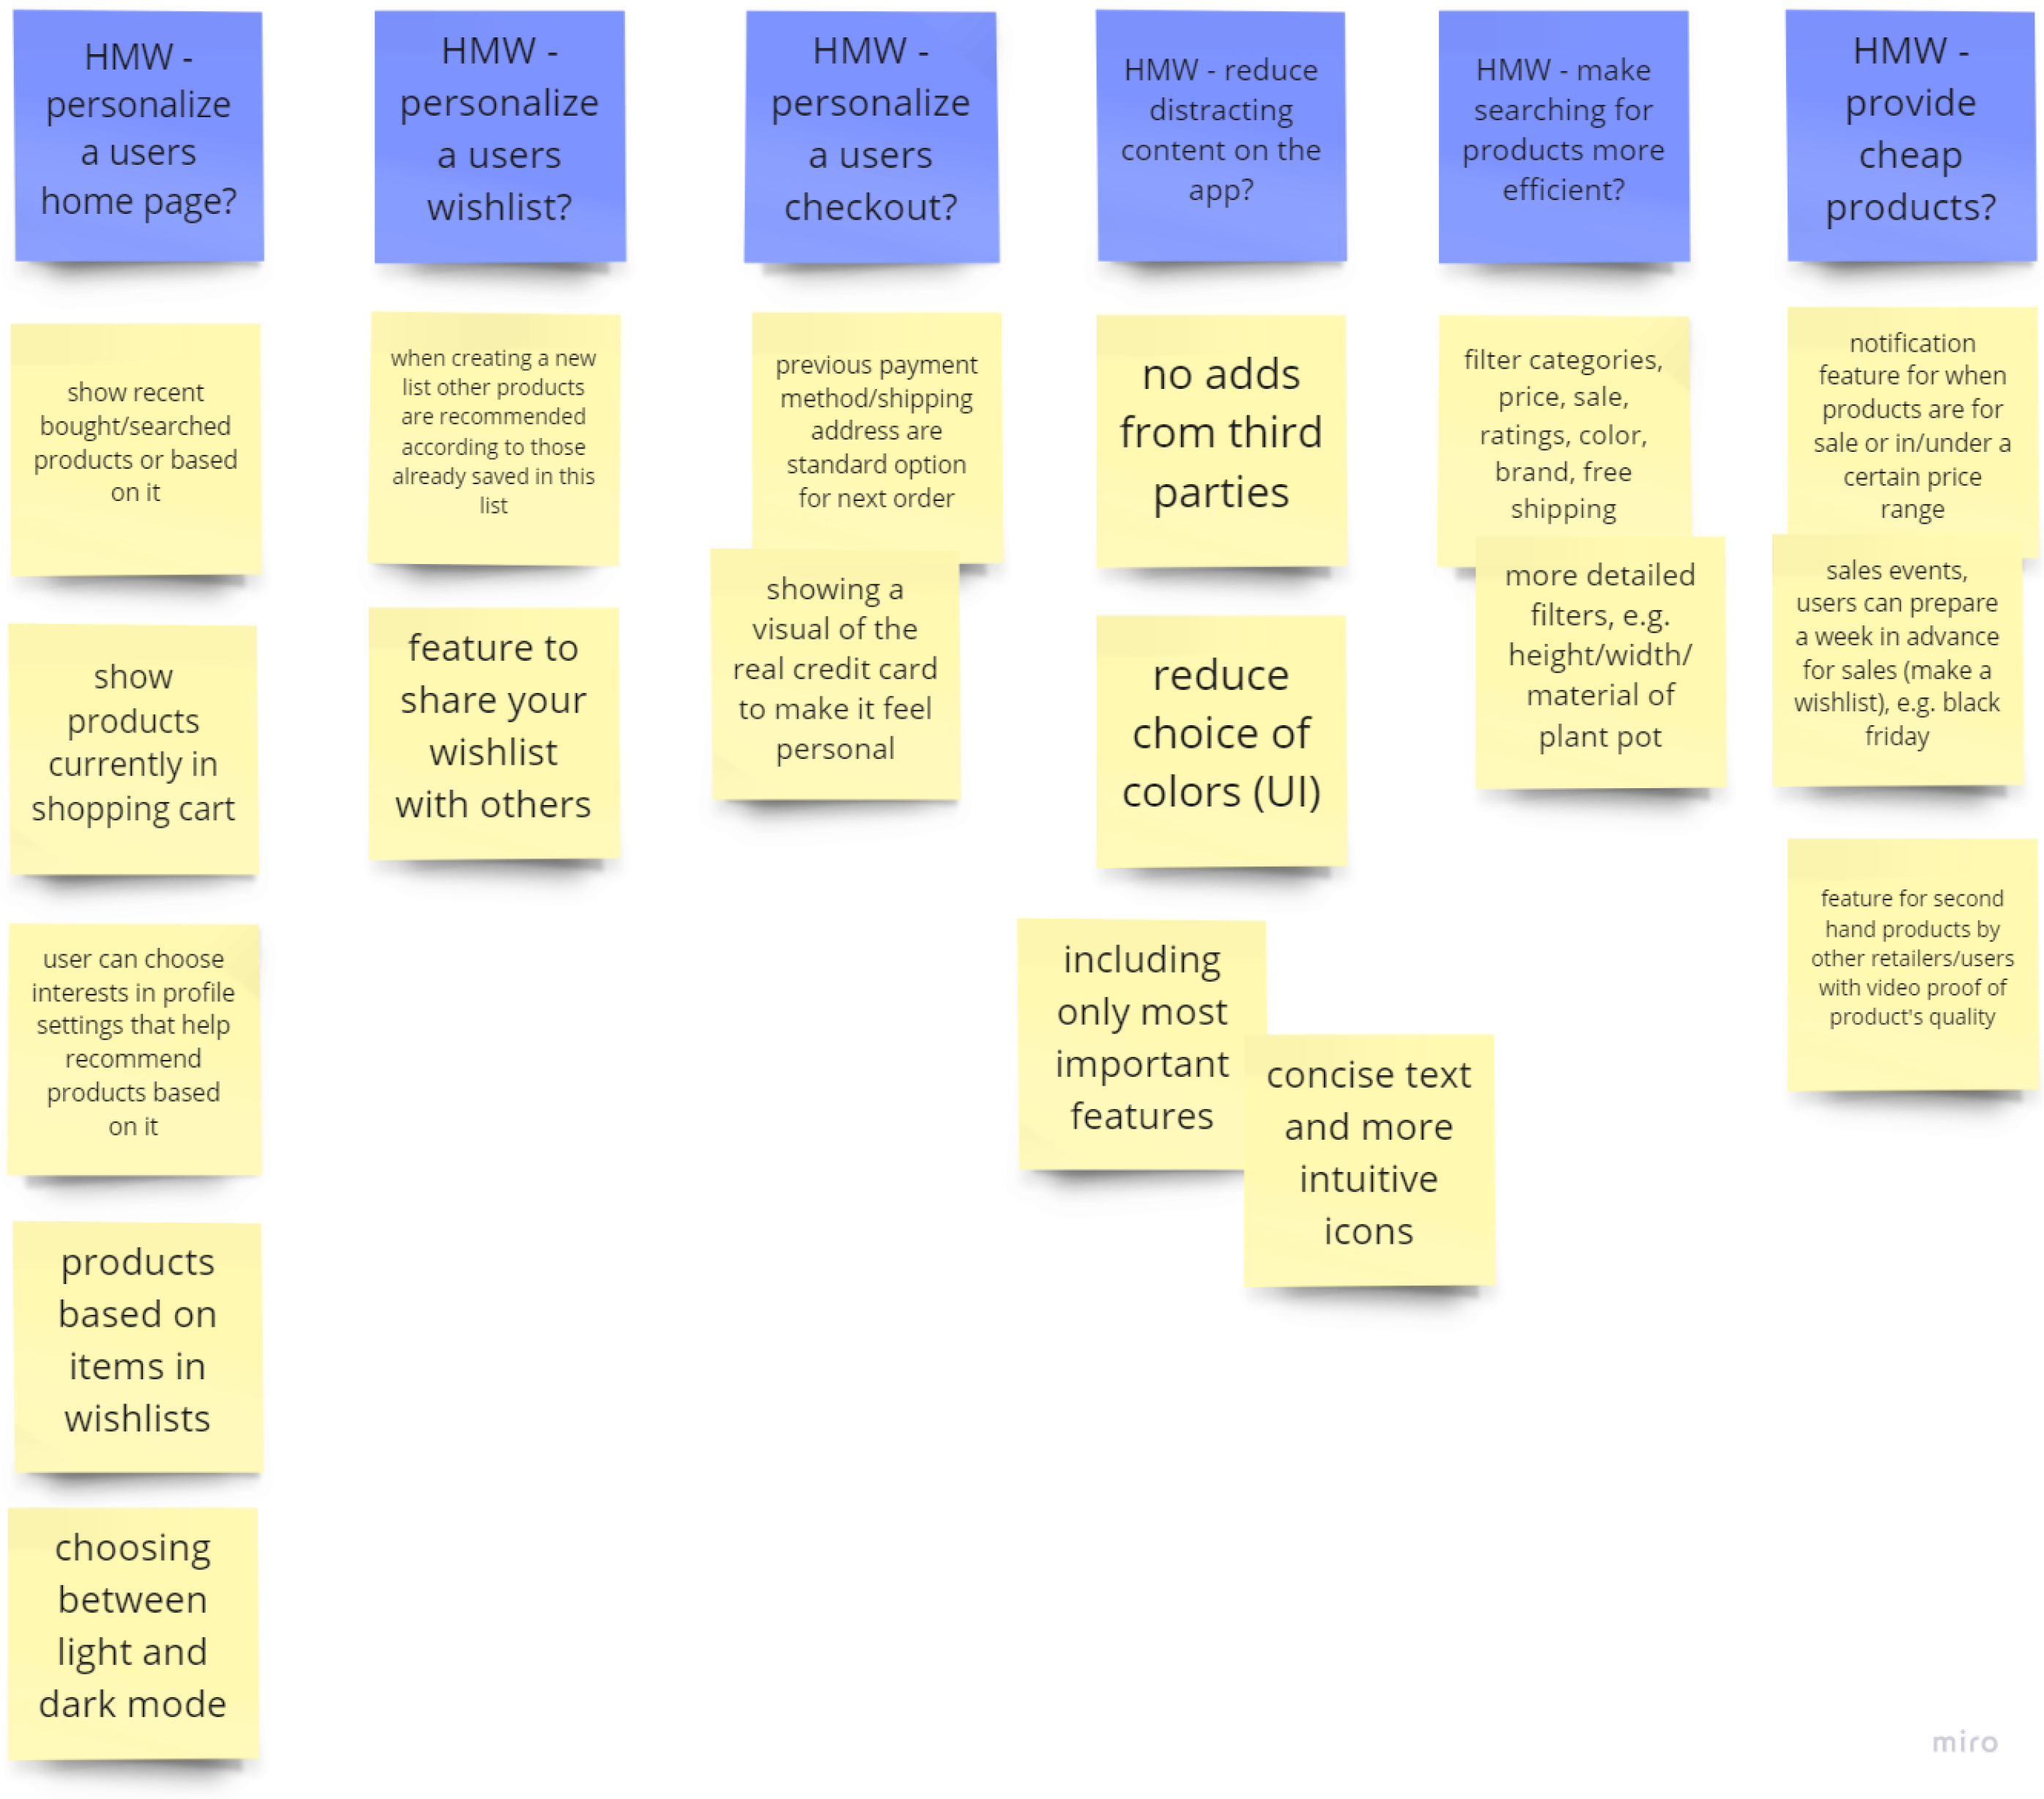 HMW -
personalize
a users
home page?
show recent
bought/searched
products or based
on it
show
products
currently in
shopping cart
user can choose
interests in profile
settings that help
recommend
products based
on it
products
based on
items in
wishlists
choosing
between
light and
dark mode
HMW -
personalize
a users
wishlist?
when creating a new
list other products
are recommended
according to those
already saved in this
list
feature to
share your
wishlist
with others
HMW -
personalize
a users
checkout?
previous payment
method/shipping
address are
standard option
for next order
showing a
visual of the
real credit card
to make it feel
personal
HMW - reduce
distracting
content on the
app?
no adds
from third
parties
reduce
choice of
colors (UI)
including
only most
important
features
concise text
and more
intuitive
icons
HMW - make
searching for
products more
efficient?
filter categories,
price, sale,
ratings, color,
brand, free
shipping
more detailed
filters, e.g.
height/width/
material of
plant pot
HMW -
provide
cheap
products?
notification
feature for when
products are for
sale or in/under a
certain price
range
sales events,
users can prepare
a week in advance
for sales (make a
wishlist), e.g. black
friday
feature for second
hand products by
other retailers/users
with video proof of
product's quality
miro